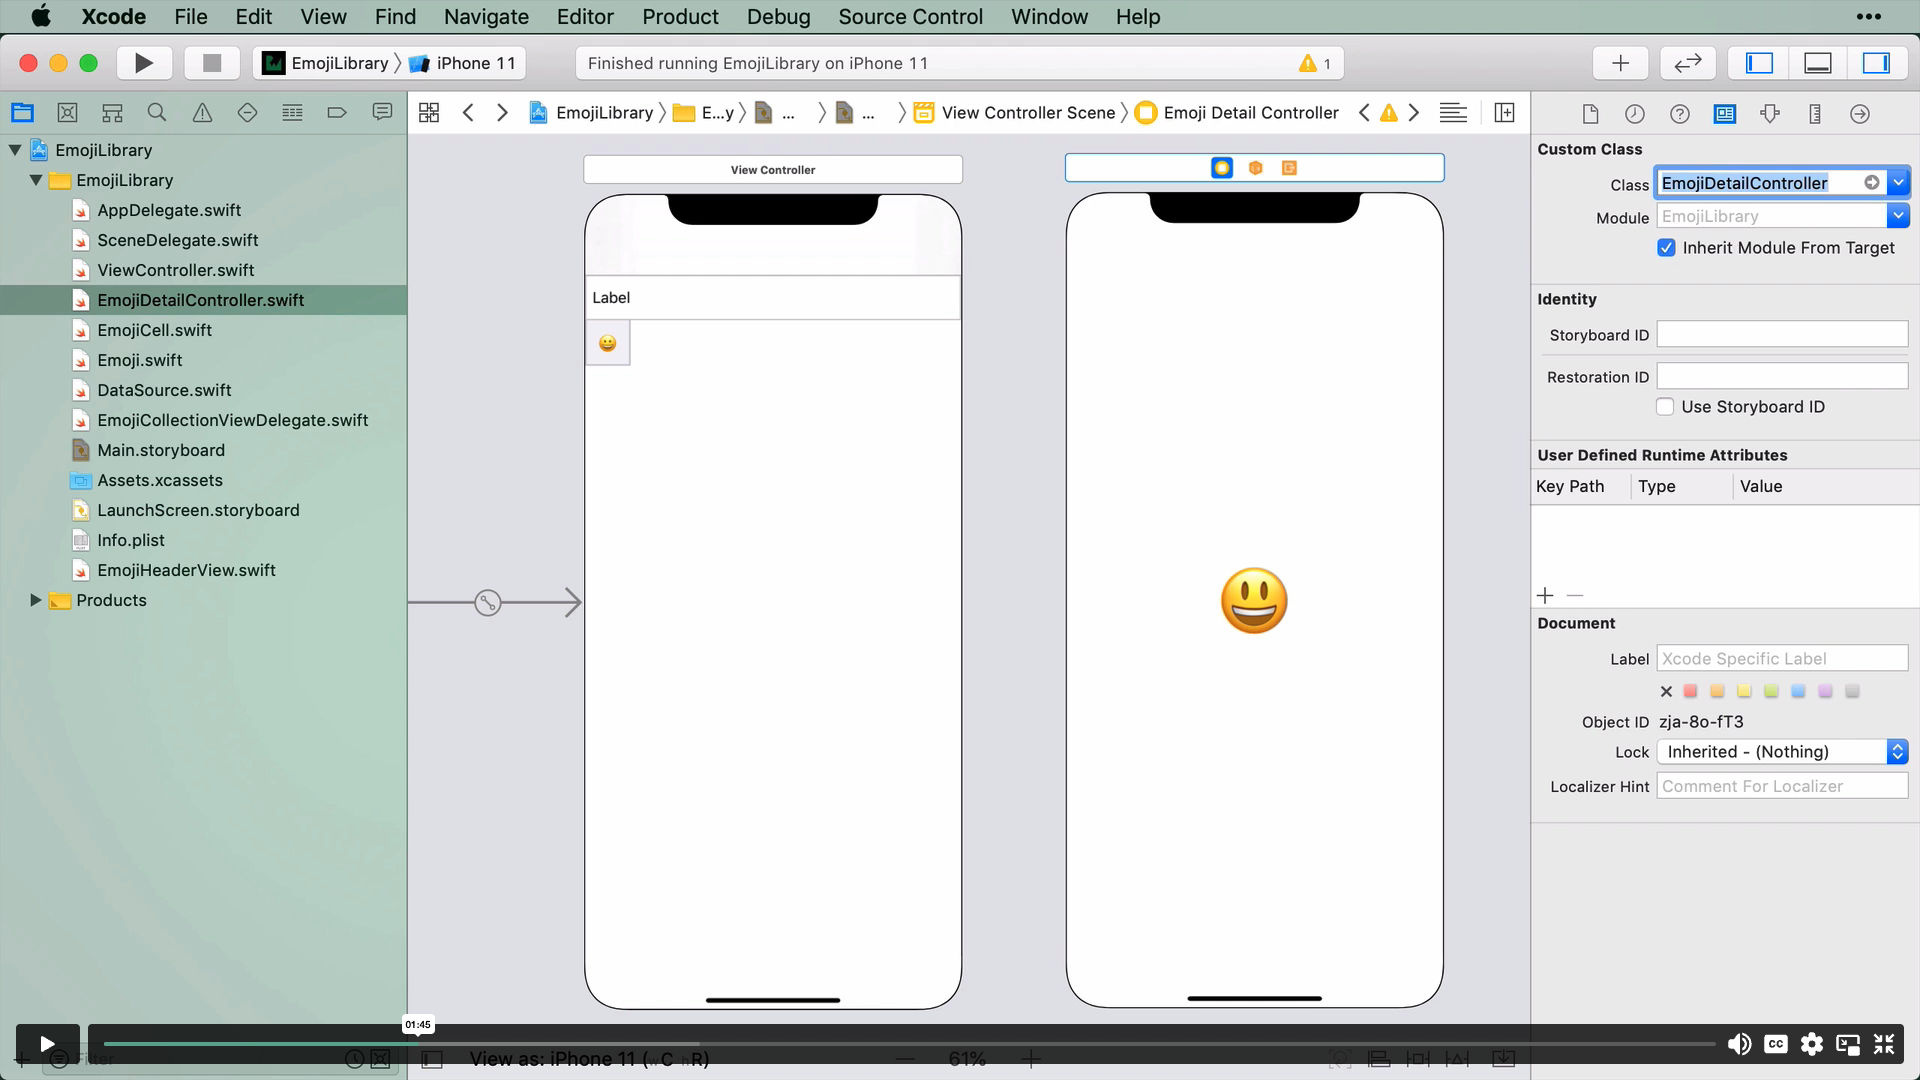 Xcode File Edit View Find Navigate Editor Product Debug Source Control Window Help
EmojiLibrary iPhone 11
Finished running EmojiLibrary on iPhone 11
1
EmojiLibrary E...y ... ... View Controller Scene Emoji Detail Controller
EmojiLibrary
EmojiLibrary
AppDelegate.swift
SceneDelegate.swift
ViewController.swift
EmojiDetailController.swift
EmojiCell.swift
Emoji.swift
DataSource.swift
EmojiCollectionViewDelegate.swift
Main.storyboard
Assets.xcassets
LaunchScreen.storyboard
Info.plist
EmojiHeaderView.swift
Products
View Controller
Label
Custom Class
Class EmojiDetailController
Module EmojiLibrary
Inherit Module From Target
Identity
Storyboard ID
Restoration ID
Use Storyboard ID
User Defined Runtime Attributes
Key Path Type Value
Document
Label Xcode Specific Label
Object ID zja-8o-fT3
Lock Inherited - (Nothing)
Localizer Hint Comment For Localizer
01:45
CC
Filter
View as: iPhone 11 (wC hR)
61%